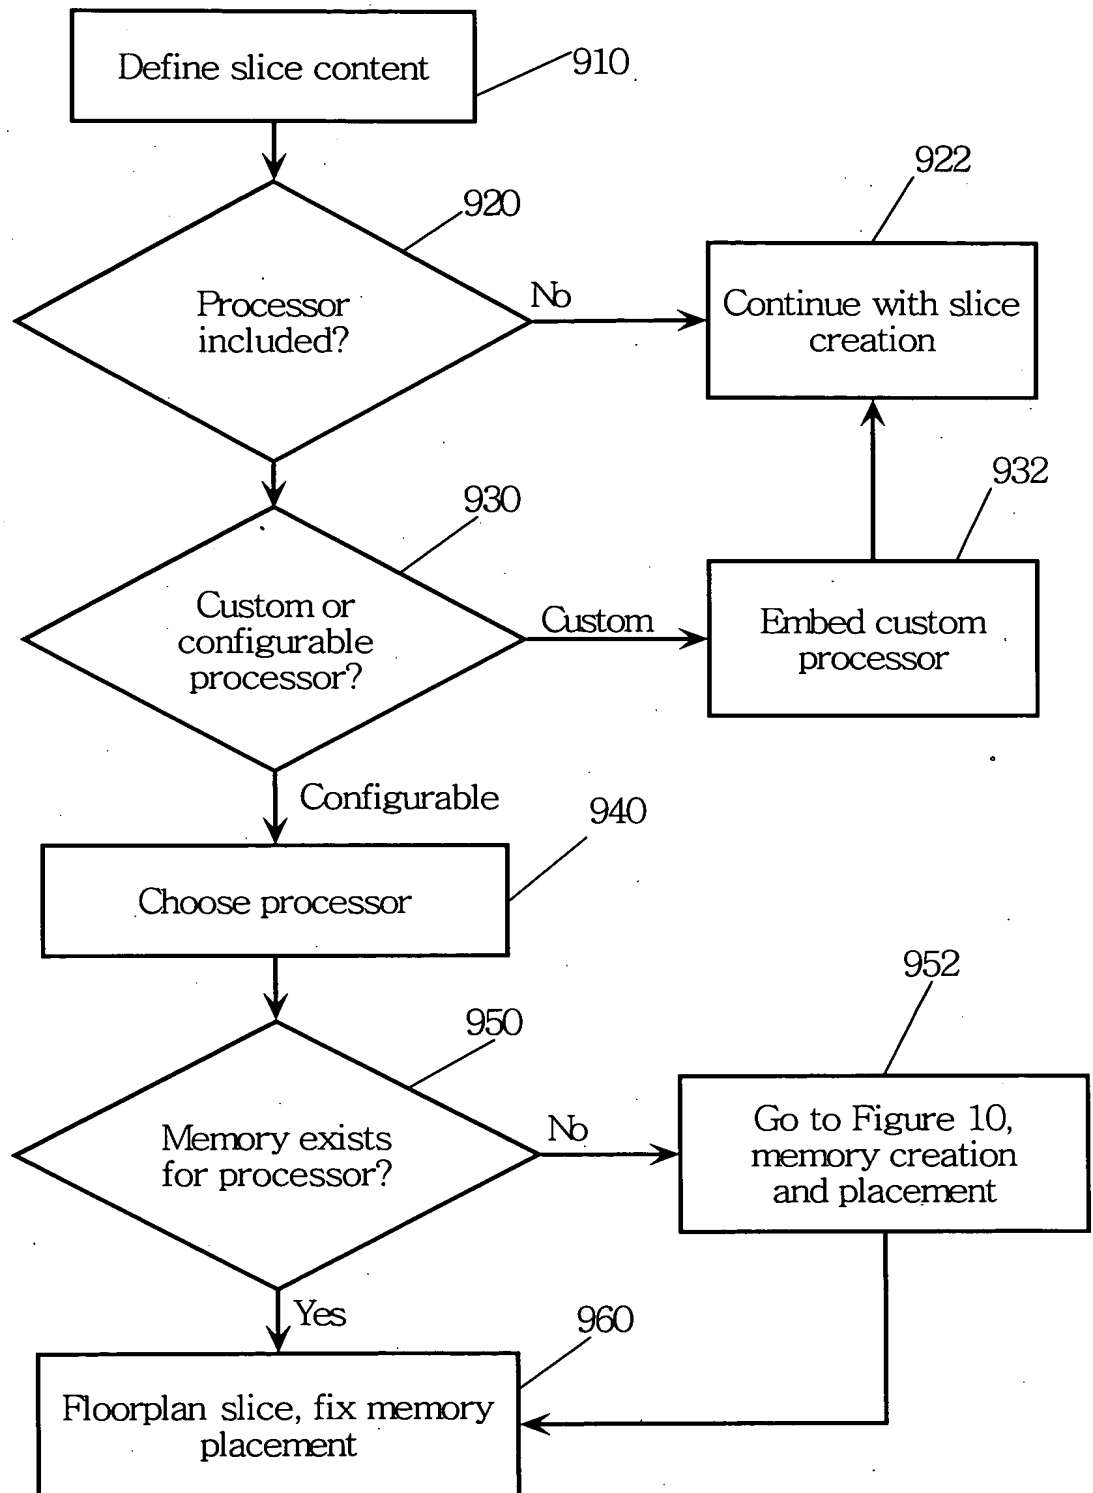 Define slice content
910
922
920
Processor
included?
No
Continue with slice
creation
930
932
Custom or
configurable
processor?
Custom
Embed custom
processor
Configurable
940
Choose processor
952
950
Memory exists
for processor?
No
Go to Figure 10,
memory creation
and placement
Yes
960
Floorplan slice, fix memory
placement